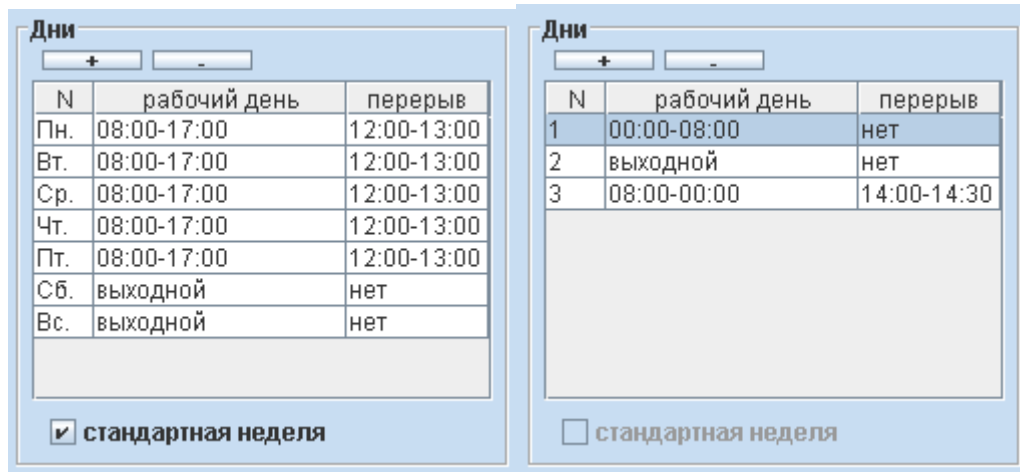 Дни
+ -
N рабочий день перерыв
Пн. 08:00-17:00 12:00-13:00
Вт. 08:00-17:00 12:00-13:00
Ср. 08:00-17:00 12:00-13:00
Чт. 08:00-17:00 12:00-13:00
Пт. 08:00-17:00 12:00-13:00
Сб. выходной нет
Вс. выходной нет
стандартная неделя
Дни
+ -
N рабочий день перерыв
1 00:00-08:00 нет
2 выходной нет
3 08:00-00:00 14:00-14:30
стандартная неделя